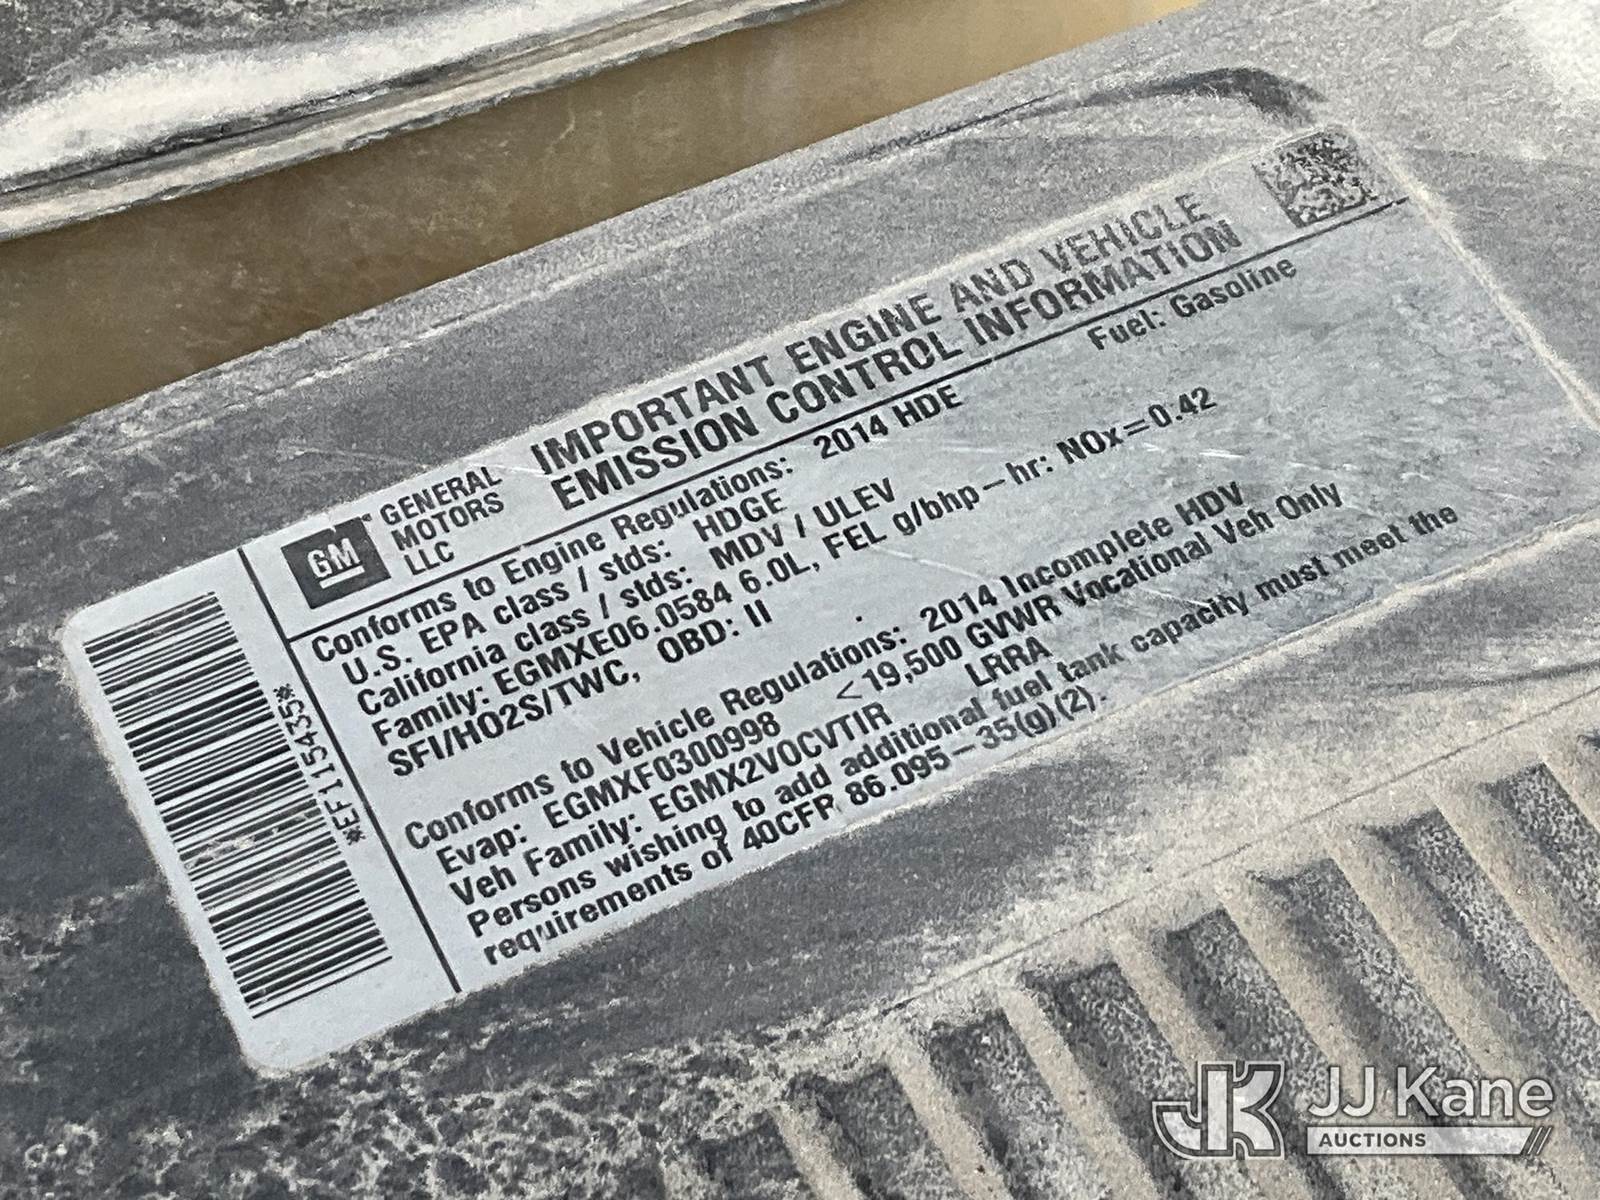 GM
GENERAL
MOTORS
LLC
IMPORTANT ENGINE AND VEHICLE
EMISSION CONTROL INFORMATION
Conforms to Engine Regulations: 2014 HDE Fuel: Gasoline
U.S. EPA class / stds: HDGE
California class / stds: MDV / ULEV
Family: EGMXE06.0584 6.0L, FEL g/bhp-hr: NOx=0.42
SFI/HO2S/TWC, OBD: II
Conforms to Vehicle Regulations: 2014 Incomplete HDV
Evap: EGMXF0300998 <19,500 GVWR Vocational Veh Only
Veh Family: EGMX2VOCVTIR LRRA
Persons wishing to add additional fuel tank capacity must meet the
requirements of 40CFR 86.095-35(g)(2).
*EF115435*
JK JJ Kane
AUCTIONS